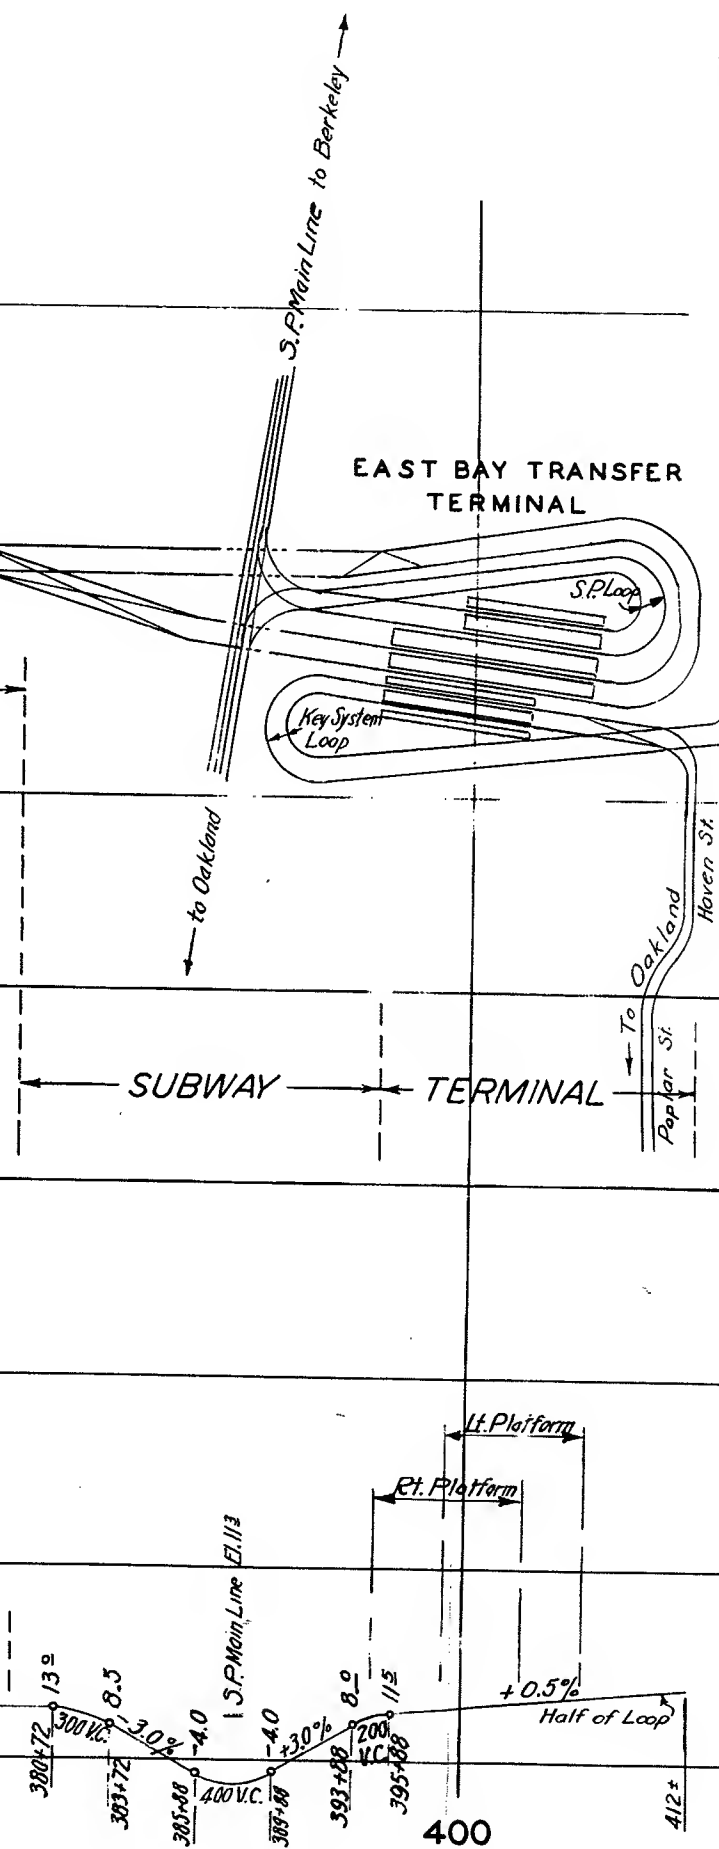 S.P. Main Line to Berkeley
EAST BAY TRANSFER
TERMINAL
S.P. Loop
Key System
Loop
to Oakland
Haven St.
To Oakland
Poplar St.
SUBWAY
TERMINAL
Lt. Platform
Rt. Platform
S.P. Main Line El. 11.3
13.0
8.5
-4.0
-4.0
8.0
11.5
300 V.C.
-3.0%
400 V.C.
+3.0%
200
V.C.
+0.5%
Half of Loop
380+72
383+72
385+88
389+88
393+88
395+88
412±
400